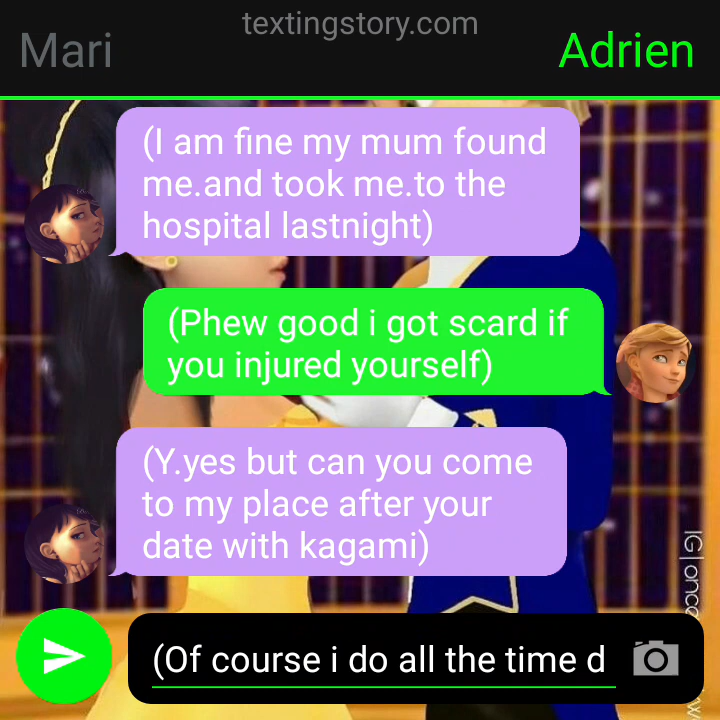 textingstory.com
Mari
Adrien
(I am fine my mum found
me.and took me.to the
hospital lastnight)
(Phew good i got scard if
you injured yourself)
(Y.yes but can you come
to my place after your
date with kagami)
(Of course i do all the time d